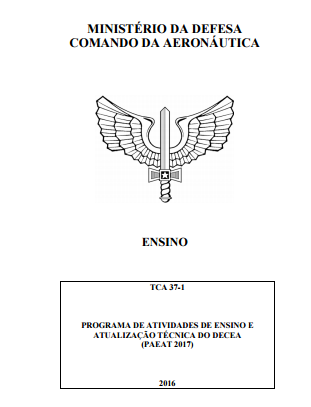 MINISTÉRIO DA DEFESA
COMANDO DA AERONÁUTICA
ENSINO
TCA 37-1
PROGRAMA DE ATIVIDADES DE ENSINO E
ATUALIZAÇÃO TÉCNICA DO DECEA
(PAEAT 2017)
2016